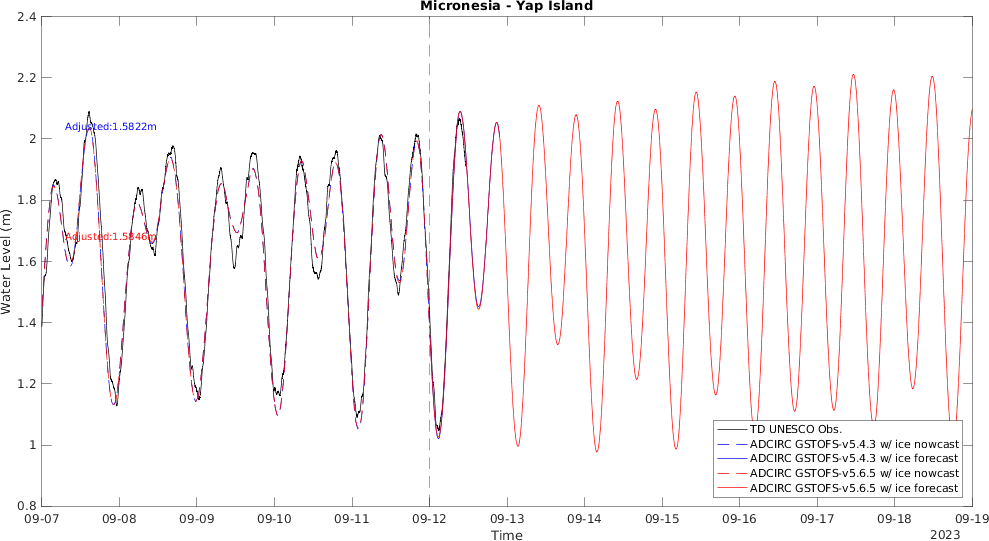 Micronesia - Yap Island
2.4
2.2
2
1.8
1.6
1.4
1.2
1
0.8
Water Level (m)
Adjusted:1.5822m
Adjusted:1.5846m
TD UNESCO Obs.
ADCIRC GSTOFS-v5.4.3 w/ ice nowcast
ADCIRC GSTOFS-v5.4.3 w/ ice forecast
ADCIRC GSTOFS-v5.6.5 w/ ice nowcast
ADCIRC GSTOFS-v5.6.5 w/ ice forecast
09-07 09-08 09-09 09-10 09-11 09-12 09-13 09-14 09-15 09-16 09-17 09-18 09-19
Time
2023